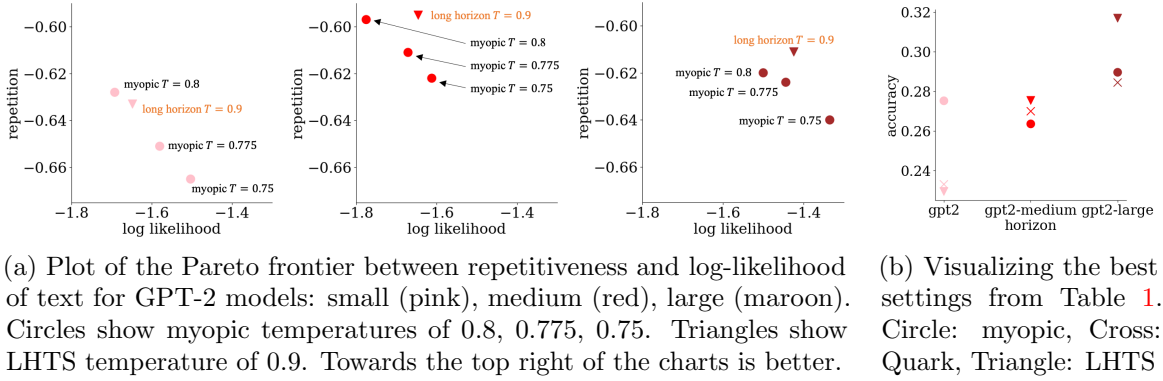 −0.60
−0.62
−0.64
−0.66
repetition
myopic T = 0.8
long horizon T = 0.9
myopic T = 0.775
myopic T = 0.75
−1.8
−1.6
−1.4
log likelihood
−0.60
−0.62
−0.64
−0.66
repetition
long horizon T = 0.9
myopic T = 0.8
myopic T = 0.775
myopic T = 0.75
−1.8
−1.6
−1.4
log likelihood
−0.60
−0.62
−0.64
−0.66
repetition
long horizon T = 0.9
myopic T = 0.8
myopic T = 0.775
myopic T = 0.75
−1.8
−1.6
−1.4
log likelihood
0.32
0.30
0.28
0.26
0.24
accuracy
gpt2
gpt2-medium
gpt2-large
horizon
(a) Plot of the Pareto frontier between repetitiveness and log-likelihood
of text for GPT-2 models: small (pink), medium (red), large (maroon).
Circles show myopic temperatures of 0.8, 0.775, 0.75. Triangles show
LHTS temperature of 0.9. Towards the top right of the charts is better.
(b) Visualizing the best
settings from Table 1.
Circle: myopic, Cross:
Quark, Triangle: LHTS